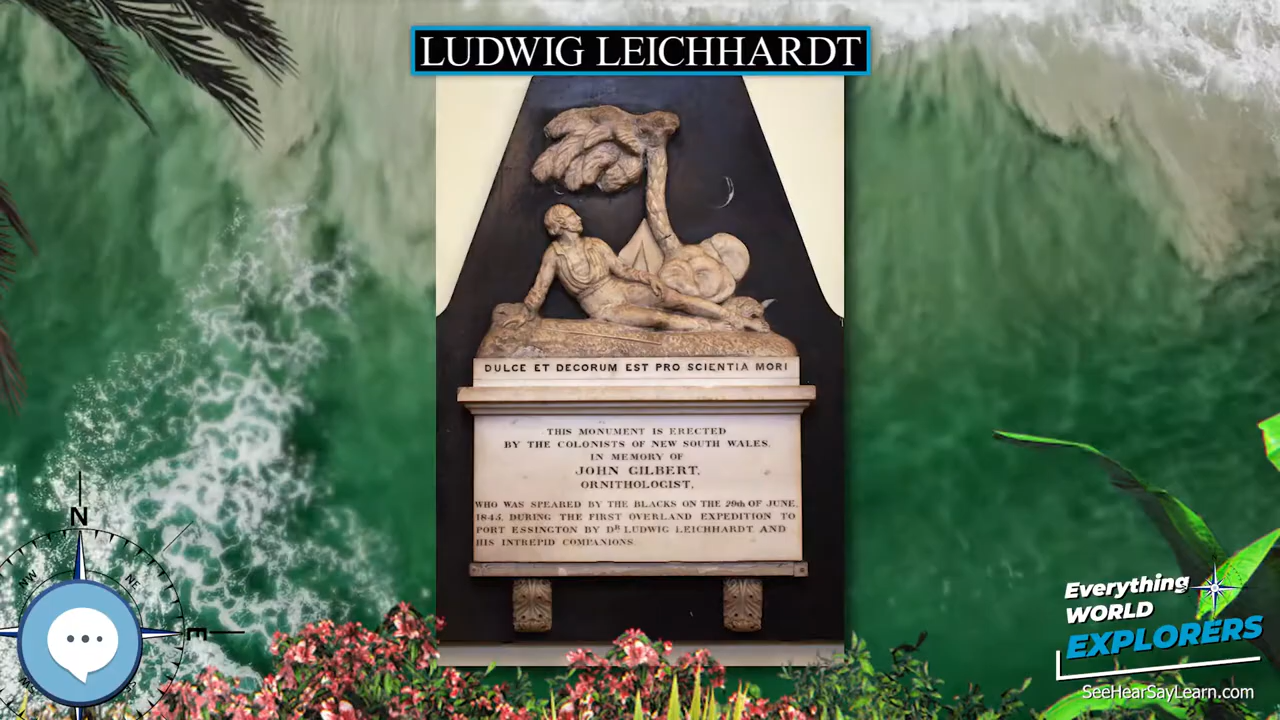 LUDWIG LEICHHARDT
DULCE ET DECORUM EST PRO SCIENTIA MORI
THIS MONUMENT IS ERECTED
BY THE COLONISTS OF NEW SOUTH WALES,
IN MEMORY OF
JOHN GILBERT,
ORNITHOLOGIST,
WHO WAS SPEARED BY THE BLACKS ON THE 29th OF JUNE,
1845, DURING THE FIRST OVERLAND EXPEDITION TO
PORT ESSINGTON BY DR LUDWIG LEICHHARDT AND
HIS INTREPID COMPANIONS.
N
NW
NE
E
Everything
WORLD
EXPLORERS
SeeHearSayLearn.com